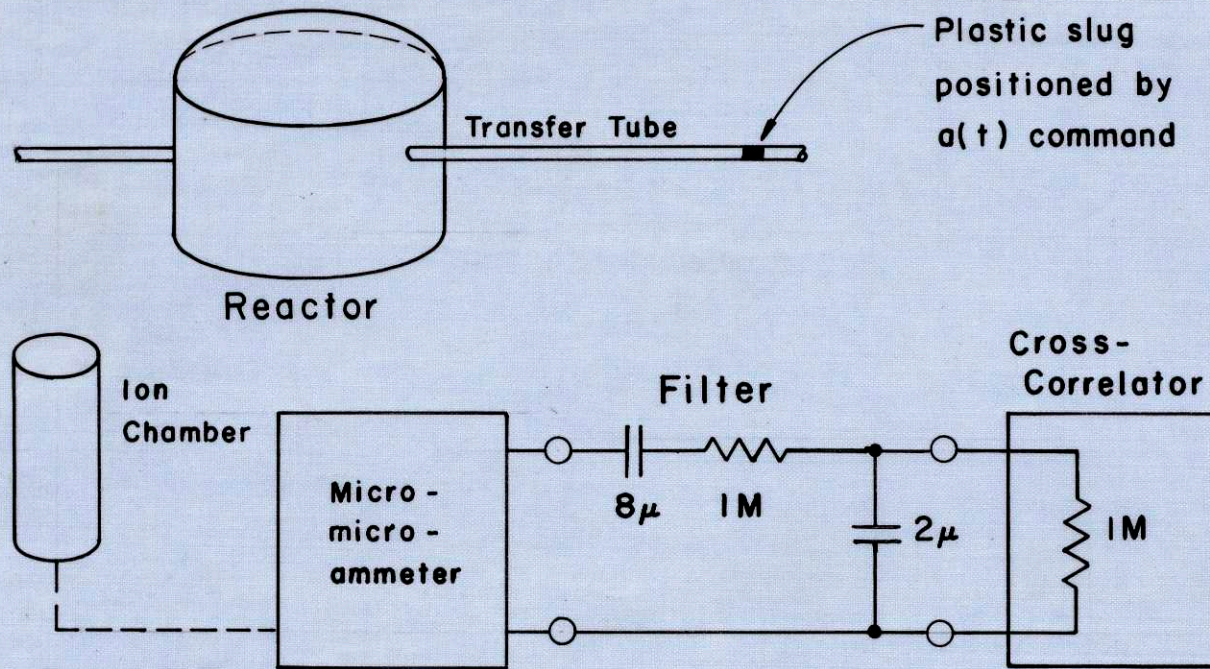 Plastic slug
positioned by
a(t) command
Transfer Tube
Reactor
Ion
Chamber
Micro-
micro-
ammeter
Filter
8μ
1M
2μ
Cross-
Correlator
1M